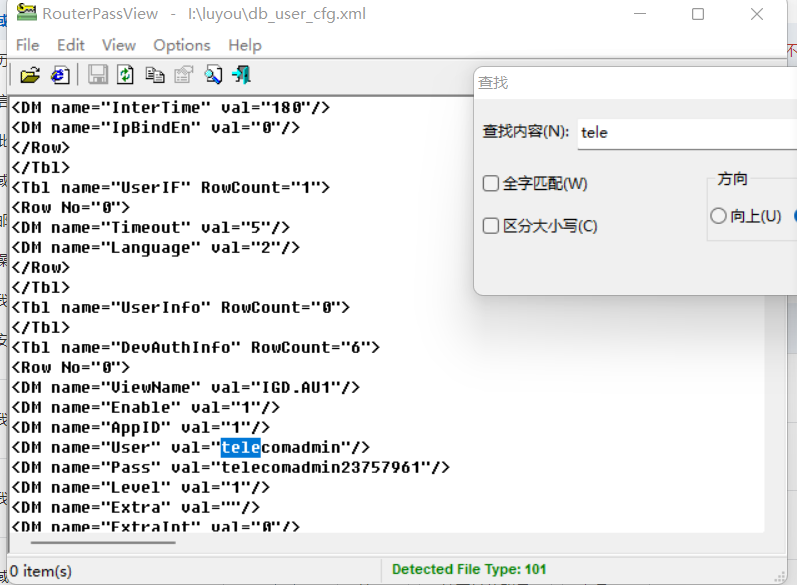 RouterPassView - I:\luyou\db_user_cfg.xml
File Edit View Options Help
<DM name="InterTime" val="180"/>
<DM name="IpBindEn" val="0"/>
</Row>
</Tbl>
<Tbl name="UserIF" RowCount="1">
<Row No="0">
<DM name="Timeout" val="5"/>
<DM name="Language" val="2"/>
</Row>
</Tbl>
<Tbl name="UserInfo" RowCount="0">
</Tbl>
<Tbl name="DevAuthInfo" RowCount="6">
<Row No="0">
<DM name="ViewName" val="IGD.AU1"/>
<DM name="Enable" val="1"/>
<DM name="AppID" val="1"/>
<DM name="User" val="telecomadmin"/>
<DM name="Pass" val="telecomadmin23757961"/>
<DM name="Level" val="1"/>
<DM name="Extra" val=""/>
<DM name="ExtraInt" val="0"/>
查找
查找内容(N): tele
全字匹配(W)
区分大小写(C)
方向
向上(U)
0 item(s)
Detected File Type: 101